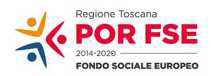 Regione Toscana
POR FSE
2014-2020
FONDO SOCIALE EUROPEO